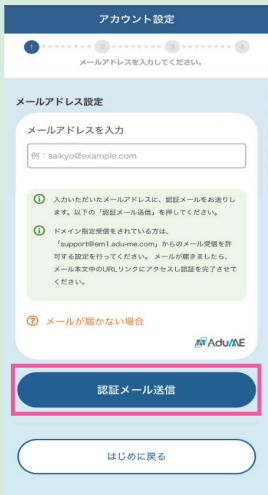 アカウント設定
1 2 3 4
メールアドレスを入力してください。
メールアドレス設定
メールアドレスを入力
例：saikyo@example.com
入力いただいたメールアドレスに、認証メールをお送りし
ます。以下の「認証メール送信」を押してください。
ドメイン指定受信をされている方は、
「support@em1.adu-me.com」からのメール受信を許
可する設定を行ってください。 メールが届きましたら、
メール本文中のURLリンクにアクセスし認証を完了させて
ください。
メールが届かない場合
AduME
認証メール送信
はじめに戻る